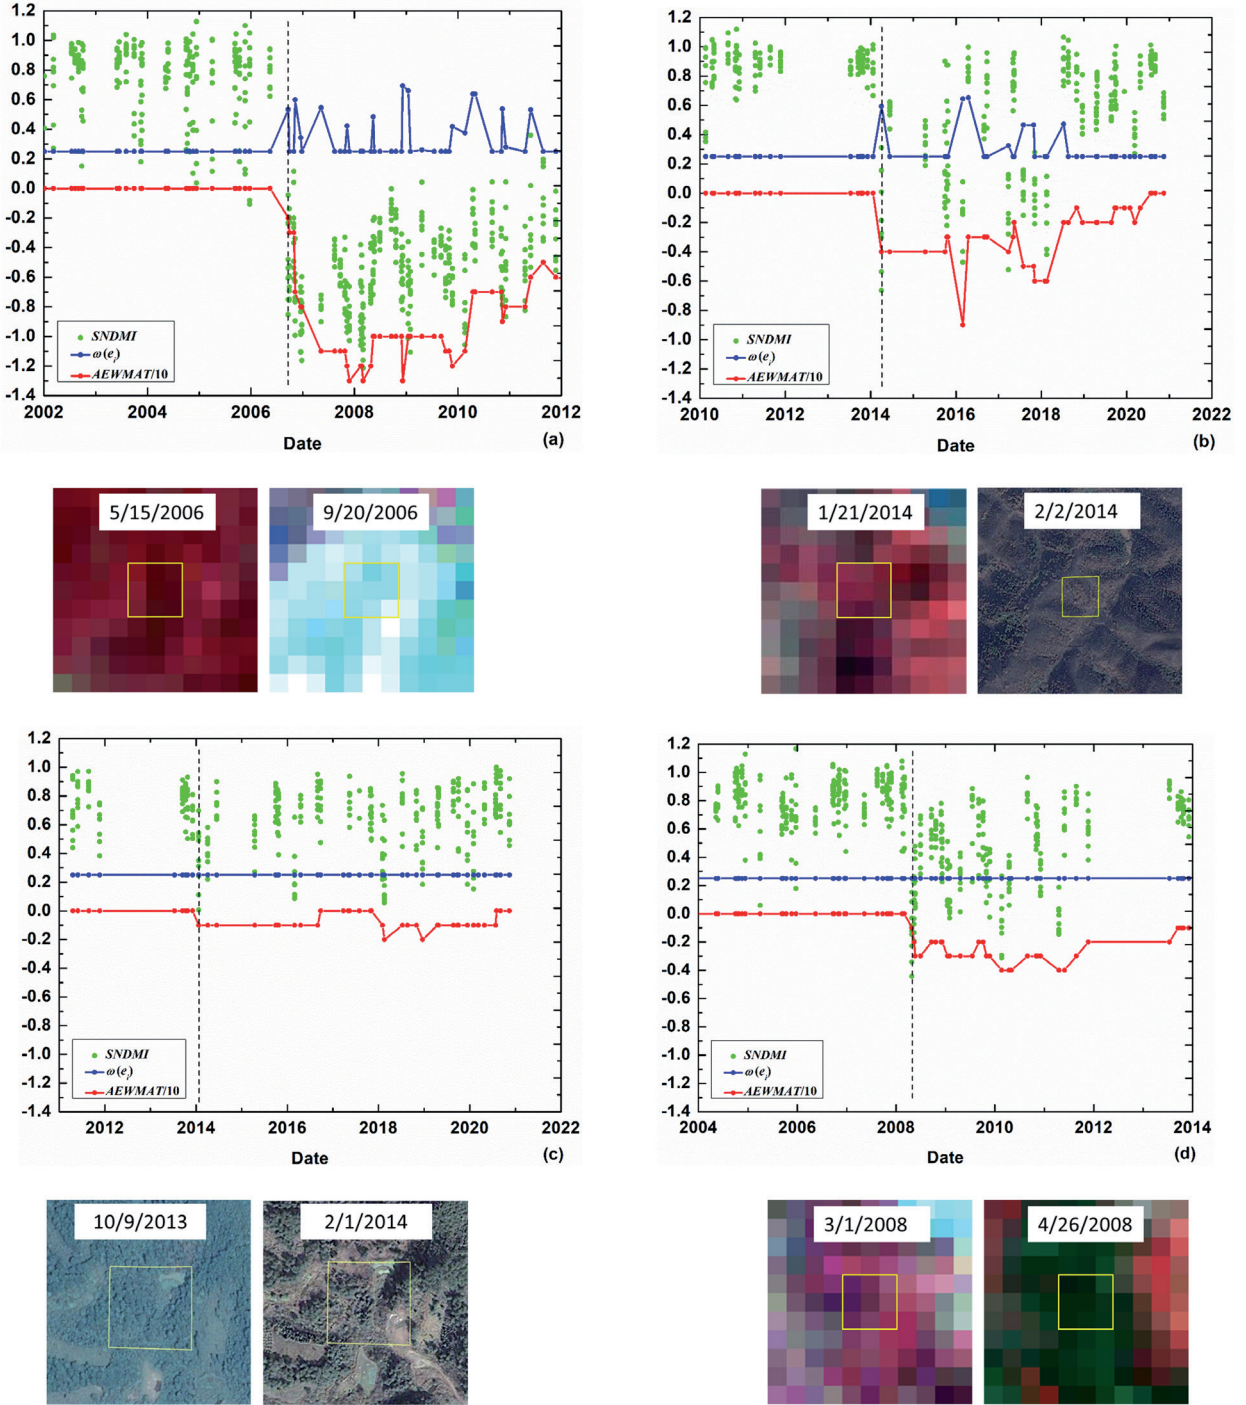 1.2
1.0
0.8
0.6
0.4
0.2
0.0
-0.2
-0.4
-0.6
-0.8
-1.0
-1.2
-1.4
SNDMI
ω(ei)
AEWMAT/10
2002 2004 2006 2008 2010 2012
Date
(a)
1.2
1.0
0.8
0.6
0.4
0.2
0.0
-0.2
-0.4
-0.6
-0.8
-1.0
-1.2
-1.4
SNDMI
ω(ei)
AEWMAT/10
2010 2012 2014 2016 2018 2020 2022
Date
(b)
5/15/2006
9/20/2006
1/21/2014
2/2/2014
1.2
1.0
0.8
0.6
0.4
0.2
0.0
-0.2
-0.4
-0.6
-0.8
-1.0
-1.2
-1.4
SNDMI
ω(ei)
AEWMAT/10
2012 2014 2016 2018 2020 2022
Date
(c)
1.2
1.0
0.8
0.6
0.4
0.2
0.0
-0.2
-0.4
-0.6
-0.8
-1.0
-1.2
-1.4
SNDMI
ω(ei)
AEWMAT/10
2004 2006 2008 2010 2012 2014
Date
(d)
10/9/2013
2/1/2014
3/1/2008
4/26/2008